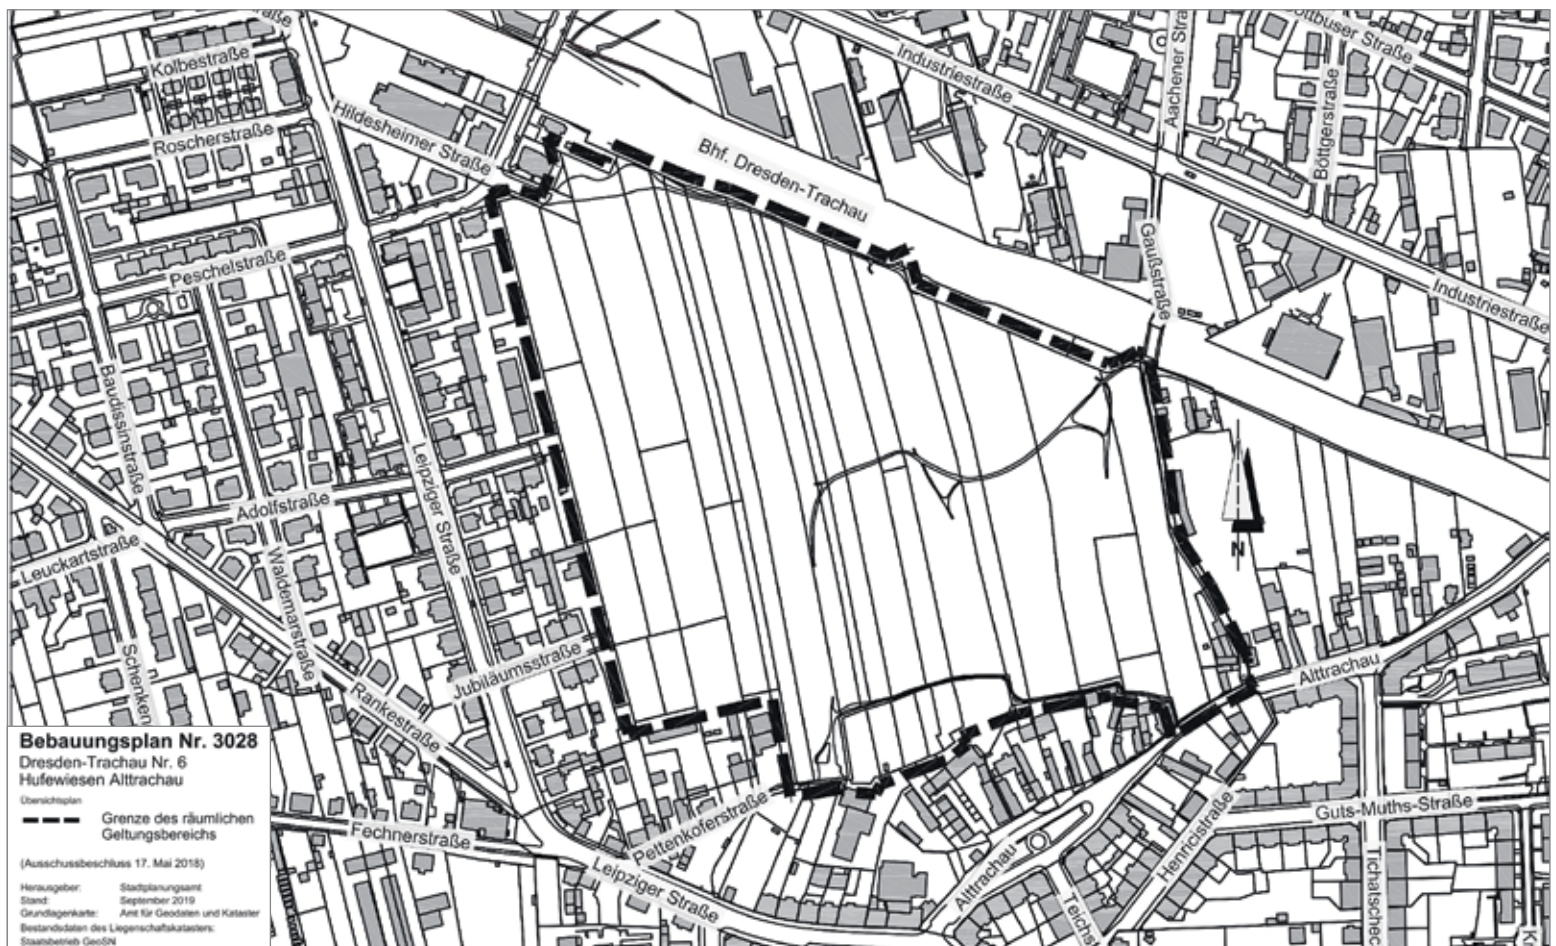 Kolbestraße
Roscherstraße
Hildesheimer Straße
Peschelstraße
Bhf. Dresden-Trachau
Industriestraße
Aachener
Böttgerstraße
Straße
Gaußstraße
Industriestraße
Baudissinstraße
Leipziger Straße
Adolfstraße
Leuckartstraße
Waldemarstraße
N
Schenken
Jubiläumsstraße
Rankestraße
Alttrachau
Guts-Muths-Straße
Fechnerstraße
Pettenkoferstraße
Leipziger Straße
Alttrachau
Henricistraße
Teichst
Bebauungsplan Nr. 3028
Dresden-Trachau Nr. 6
Hufewiesen Alttrachau
Übersichtsplan
Grenze des räumlichen
Geltungsbereichs
(Ausschussbeschluss 17. Mai 2018)
Herausgeber: Stadtplanungsamt
Stand: September 2019
Grundlagenkarte: Amt für Geodaten und Kataster
Bestandsdaten des Liegenschaftskatasters:
Staatsbetrieb GeoSN